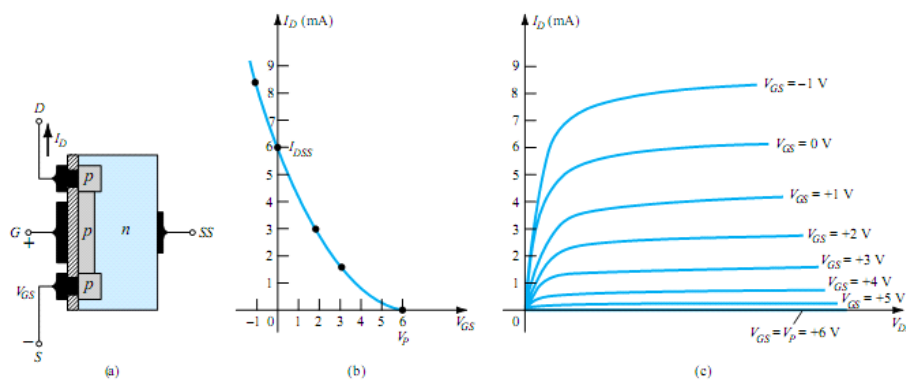 D
I_D
p
p
n
G
+
SS
p
V_GS
−
S
(a)
I_D (mA)
9
8
7
6
I_DSS
5
4
3
2
1
−1 0 1 2 3 4 5 6
V_P
V_GS
(b)
I_D (mA)
9
8
7
6
5
4
3
2
1
0
V_GS = −1 V
V_GS = 0 V
V_GS = +1 V
V_GS = +2 V
V_GS = +3 V
V_GS = +4 V
V_GS = +5 V
V_D
V_GS = V_P = +6 V
(c)